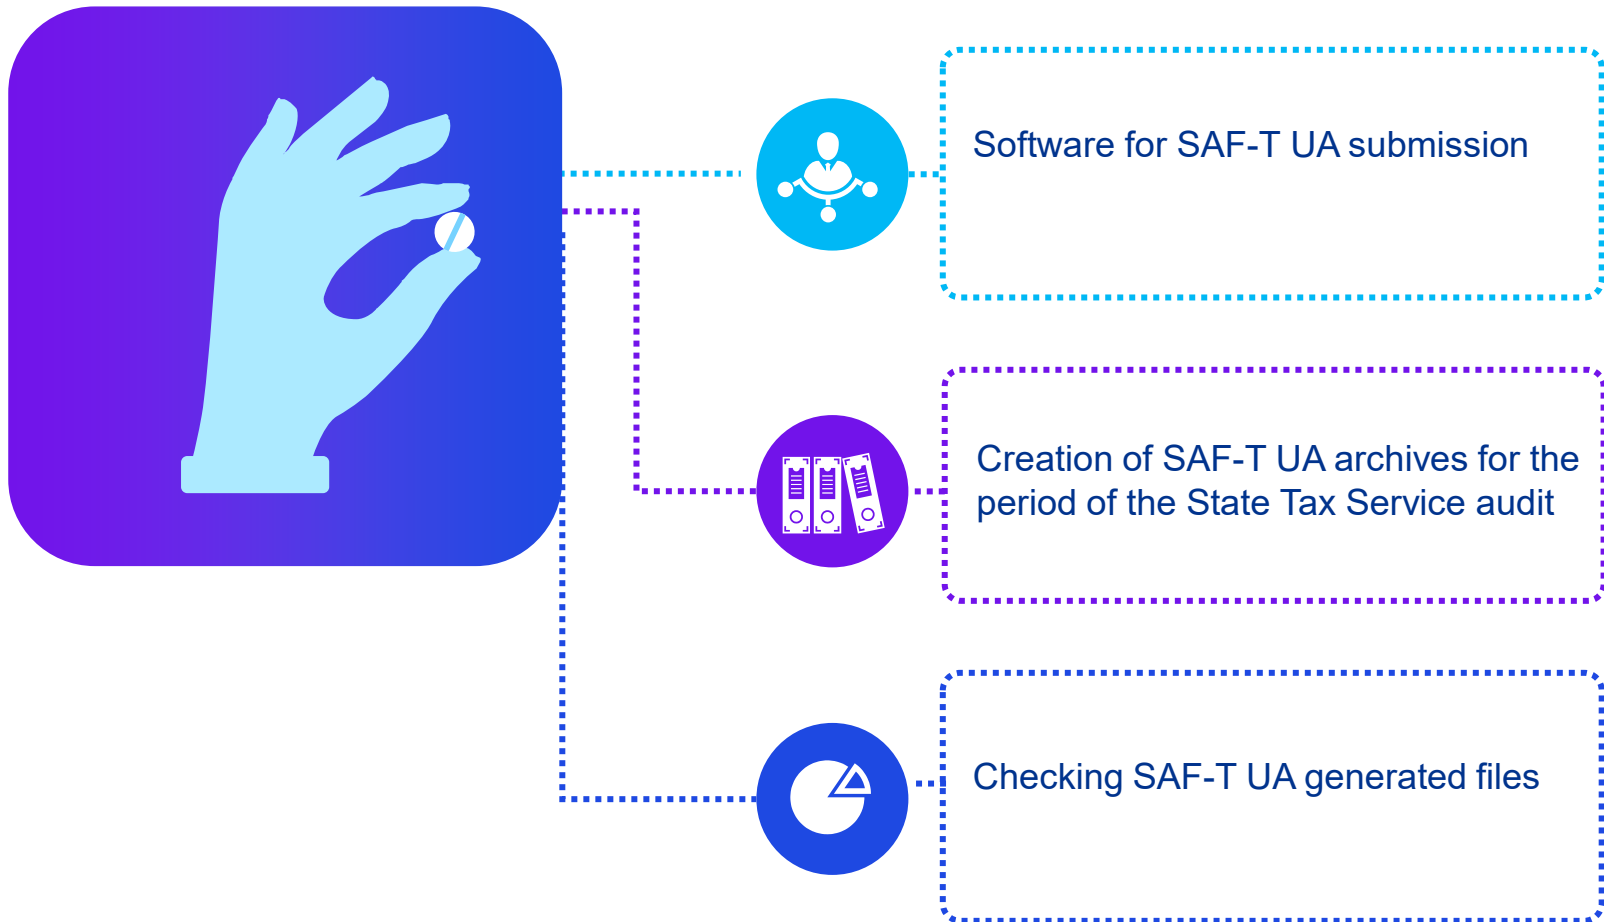 Software for SAF-T UA submission
Creation of SAF-T UA archives for the
period of the State Tax Service audit
Checking SAF-T UA generated files